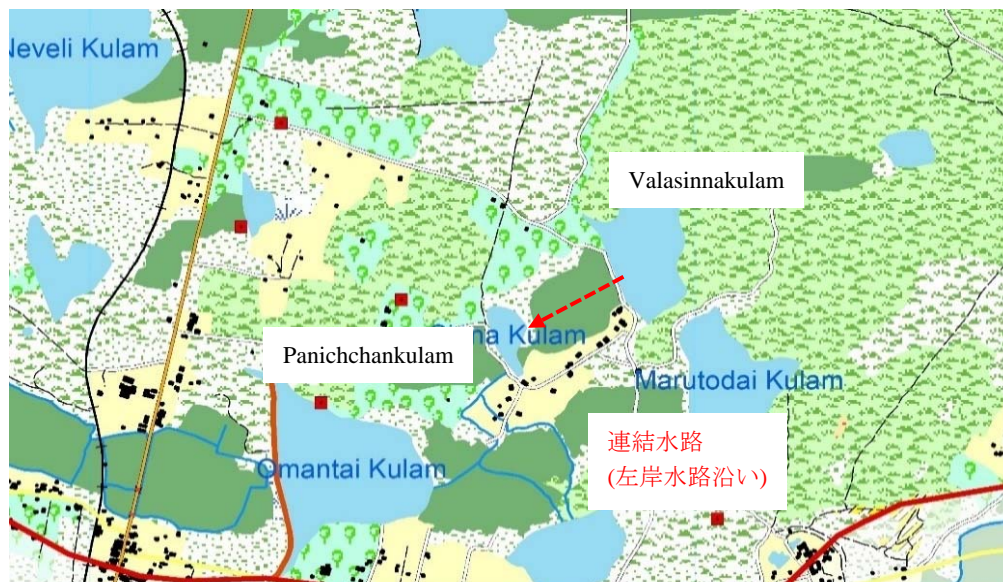 Neveli Kulam
Valasinnakulam
Kulam
Panichchankulam
Marutodai Kulam
連結水路
(左岸水路沿い)
Omantai Kulam